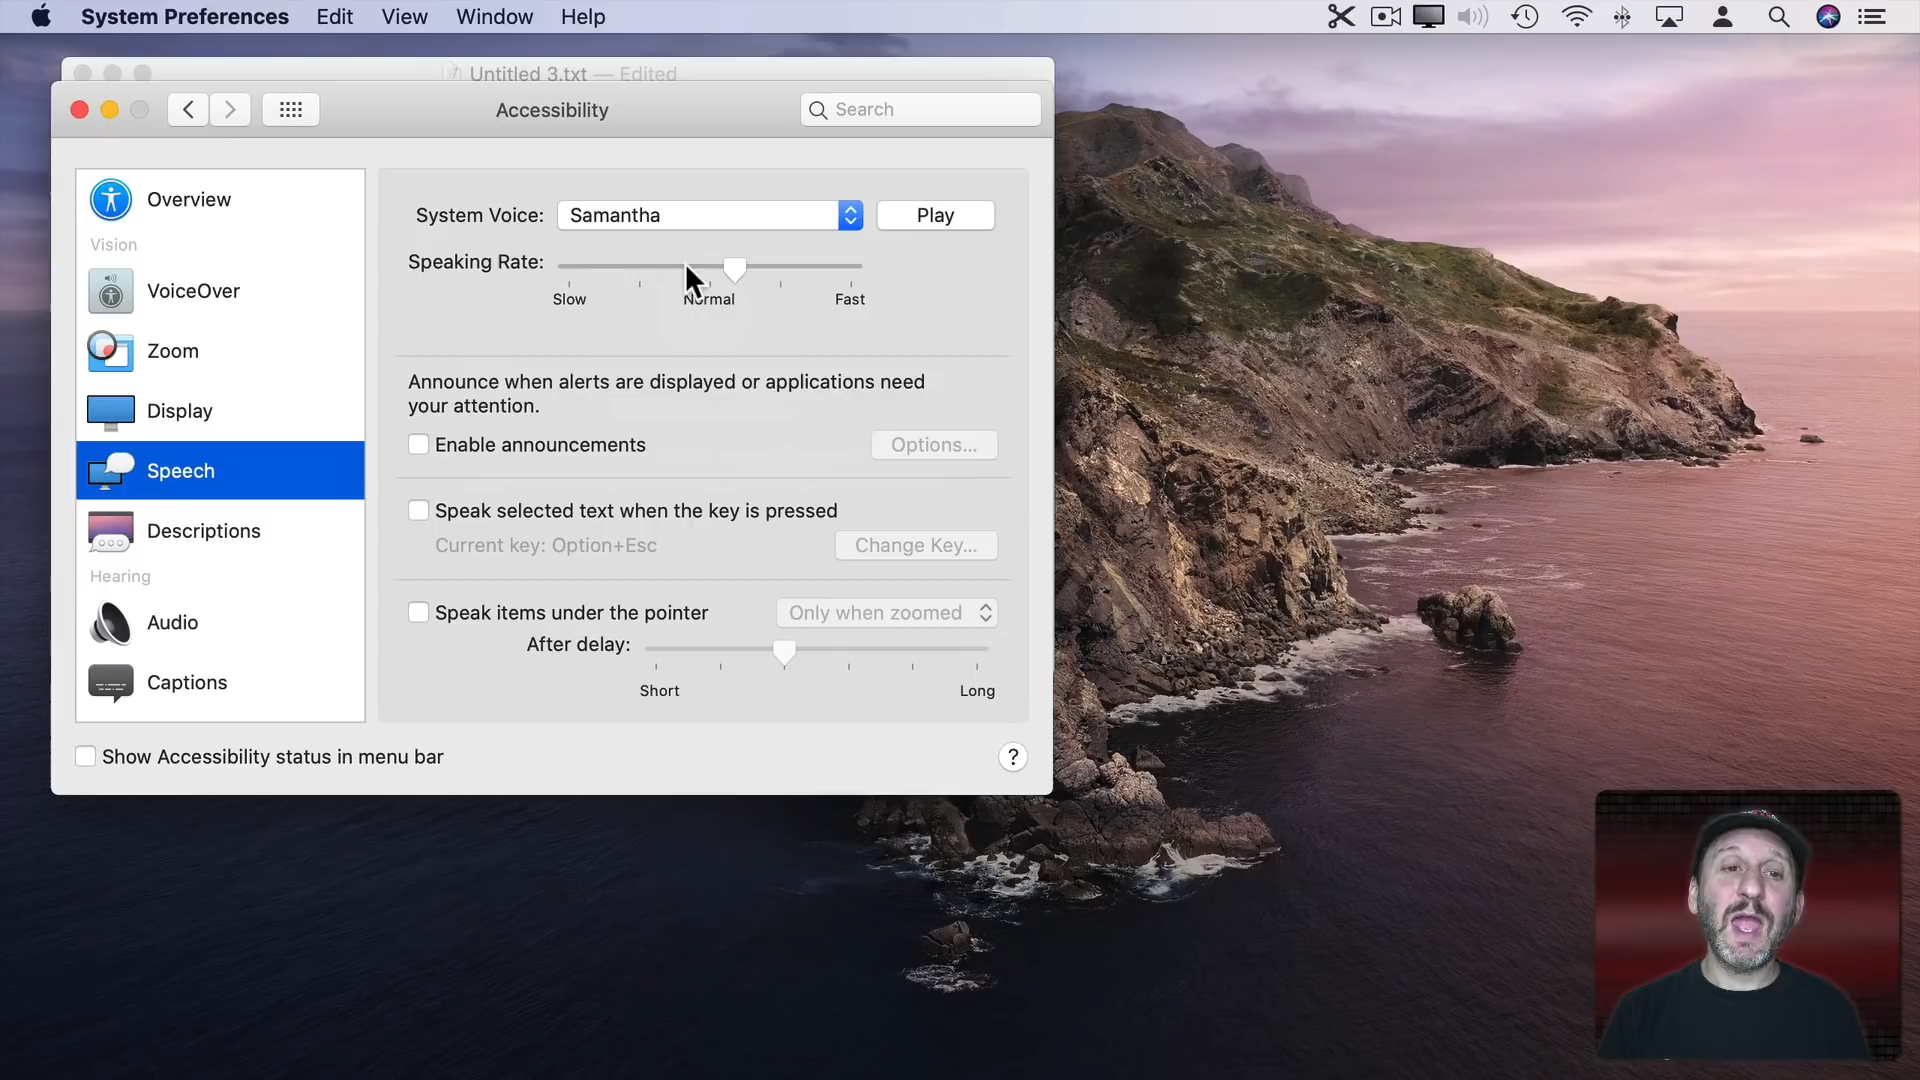 System Preferences Edit View Window Help
Untitled 3.txt — Edited
Accessibility
Search
Overview
Vision
VoiceOver
Zoom
Display
Speech
Descriptions
Hearing
Audio
Captions
System Voice: Samantha Play
Speaking Rate:
Slow Normal Fast
Announce when alerts are displayed or applications need
your attention.
Enable announcements Options...
Speak selected text when the key is pressed
Current key: Option+Esc Change Key...
Speak items under the pointer Only when zoomed
After delay:
Short Long
Show Accessibility status in menu bar ?